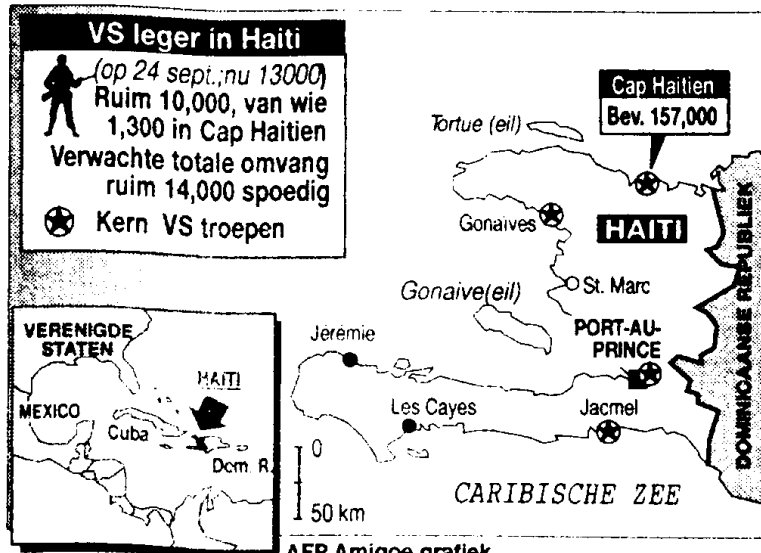 VS leger in Haiti
(op 24 sept.;nu 13000)
Ruim 10,000, van wie
1,300 in Cap Haitien
Verwachte totale omvang
ruim 14,000 spoedig
Kern VS troepen
Cap Haitien
Bev. 157,000
Tortue (eil)
Gonaives
HAITI
St. Marc
Gonaive(eil)
PORT-AU-
PRINCE
Jérémie
Les Cayes
Jacmel
DOMINICAANSE REPUBLIEK
CARIBISCHE ZEE
0
50 km
VERENIGDE
STATEN
HAITI
MEXICO
Cuba
Dom. R.
AFP Amigoe grafiek